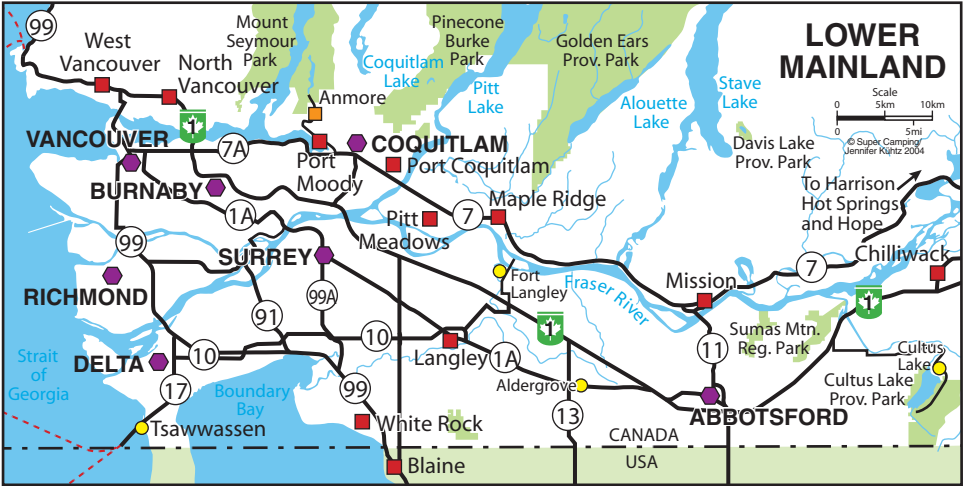 LOWER
MAINLAND
Scale
0 5km 10km
0 5mi
© Super Camping/
Jennifer Kühtz 2004
99
West
Vancouver
North
Vancouver
Mount
Seymour
Park
Coquitlam
Lake
Pinecone
Burke
Park
Pitt
Lake
Golden Ears
Prov. Park
Alouette
Lake
Stave
Lake
Davis Lake
Prov. Park
To Harrison
Hot Springs
and Hope
Anmore
1
VANCOUVER
7A
Port
Moody
COQUITLAM
Port Coquitlam
BURNABY
1A
Pitt
Meadows
7
Maple Ridge
99
SURREY
RICHMOND
99A
91
Fort
Langley
Fraser River
Mission
7
Chilliwack
1
1
Sumas Mtn.
Reg. Park
11
10
10
Langley
1A
DELTA
Strait
of
Georgia
17
Boundary
Bay
99
Aldergrove
13
Cultus
Lake
Cultus Lake
Prov. Park
ABBOTSFORD
Tsawwassen
White Rock
CANADA
USA
Blaine